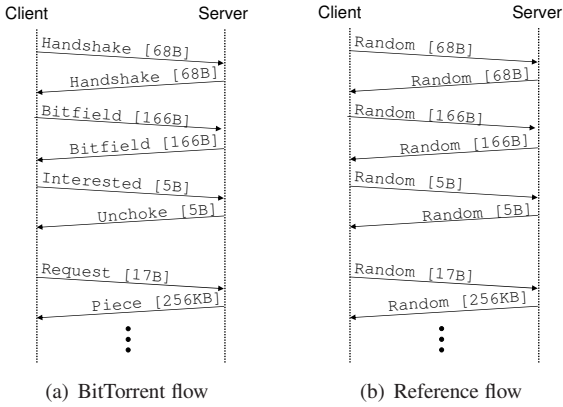 Client Server
Handshake [68B]
Handshake [68B]
Bitfield [166B]
Bitfield [166B]
Interested [5B]
Unchoke [5B]
Request [17B]
Piece [256KB]
(a) BitTorrent flow
Client Server
Random [68B]
Random [68B]
Random [166B]
Random [166B]
Random [5B]
Random [5B]
Random [17B]
Random [256KB]
(b) Reference flow